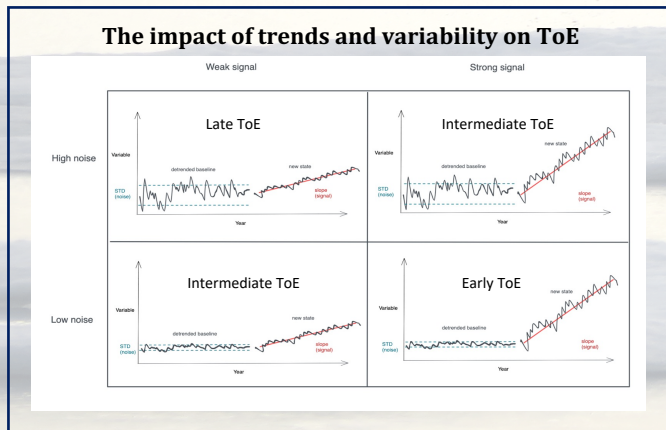 The impact of trends and variability on ToE
Weak signal
Strong signal
High noise
Late ToE
Variable
detrended baseline
new state
STD
(noise)
slope
(signal)
Year
Intermediate ToE
Variable
new state
detrended baseline
STD
(noise)
slope
(signal)
Year
Low noise
Intermediate ToE
Variable
new state
detrended baseline
STD
(noise)
slope
(signal)
Year
Early ToE
Variable
new state
detrended baseline
STD
(noise)
slope
(signal)
Year